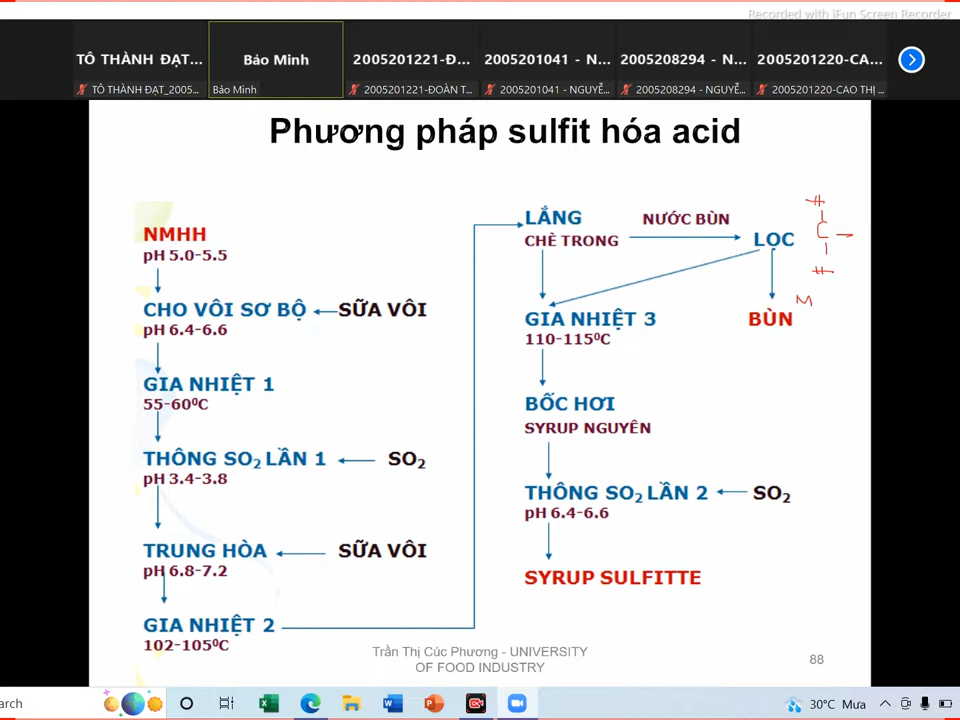 Recorded with iFun Screen Recorder
TÔ THÀNH ĐẠT...
Bảo Minh
2005201221-Đ...
2005201041 - N...
2005208294 - N...
2005201220-CA...
TÔ THÀNH ĐẠT_2005...
Bảo Minh
2005201221-ĐOÀN T...
2005201041 - NGUYỄ...
2005208294 - NGUYỄ...
2005201220-CAO THỊ ...
Phương pháp sulfit hóa acid
NMHH
pH 5.0-5.5
CHO VÔI SƠ BỘ
SỮA VÔI
pH 6.4-6.6
GIA NHIỆT 1
55-60⁰C
THÔNG SO₂ LẦN 1
SO₂
pH 3.4-3.8
TRUNG HÒA
SỮA VÔI
pH 6.8-7.2
GIA NHIỆT 2
102-105⁰C
LẮNG
CHÈ TRONG
NƯỚC BÙN
LỌC
GIA NHIỆT 3
110-115⁰C
BÙN
BỐC HƠI
SYRUP NGUYÊN
THÔNG SO₂ LẦN 2
SO₂
pH 6.4-6.6
SYRUP SULFITTE
Trần Thị Cúc Phương - UNIVERSITY
OF FOOD INDUSTRY
88
arch
30°C Mưa